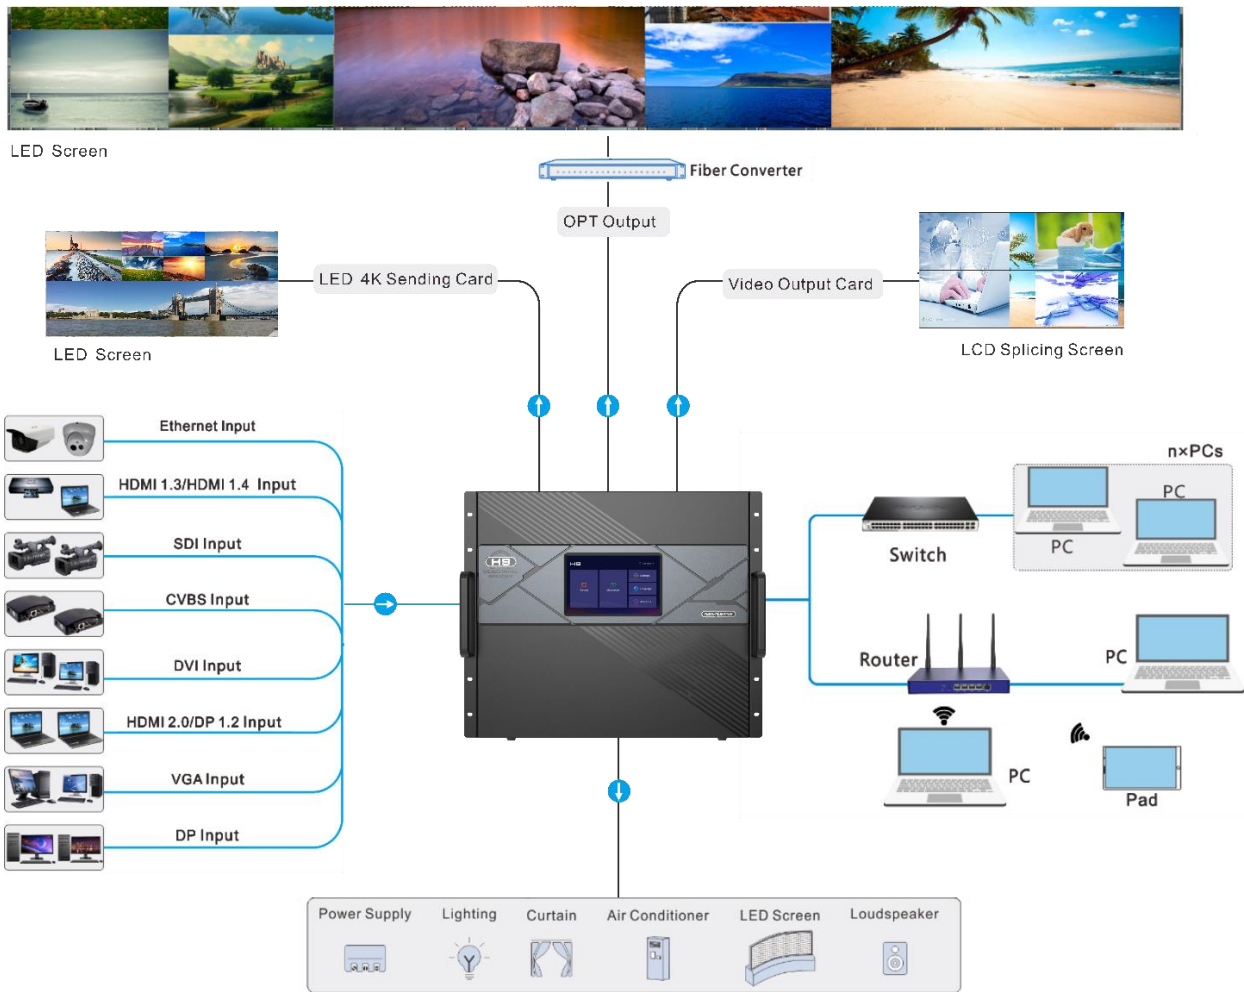 LED Screen
Fiber Converter
OPT Output
LED 4K Sending Card
Video Output Card
LED Screen
LCD Splicing Screen
Ethernet Input
HDMI 1.3/HDMI 1.4 Input
SDI Input
CVBS Input
DVI Input
HDMI 2.0/DP 1.2 Input
VGA Input
DP Input
H9
n×PCs
PC
PC
Switch
Router
PC
PC
Pad
Power Supply
Lighting
Curtain
Air Conditioner
LED Screen
Loudspeaker